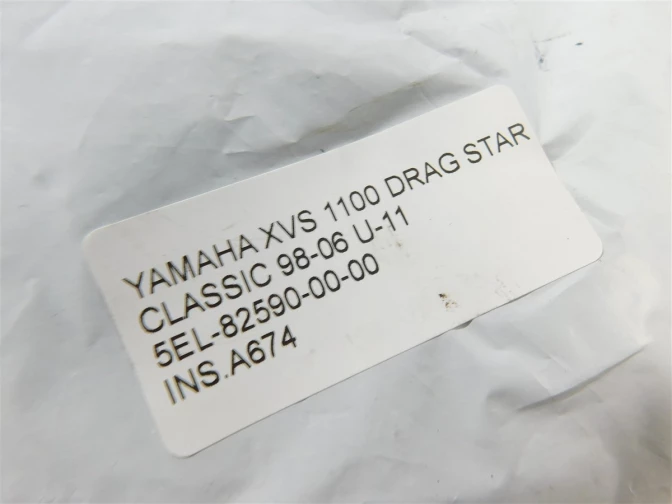 YAMAHA XVS 1100 DRAG STAR
CLASSIC 98-06 U-11
5EL-82590-00-00
INS.A674